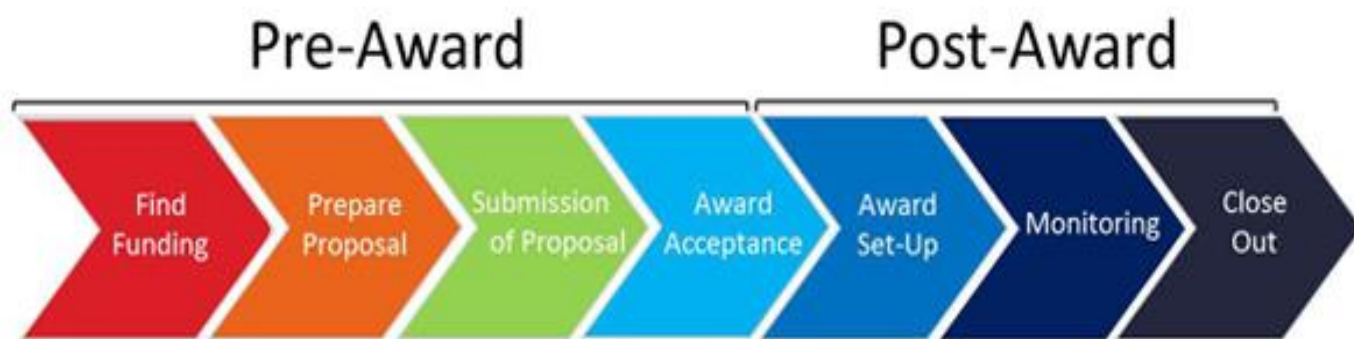 Pre-Award
Post-Award
Find
Funding
Prepare
Proposal
Submission
of Proposal
Award
Acceptance
Award
Set-Up
Monitoring
Close
Out